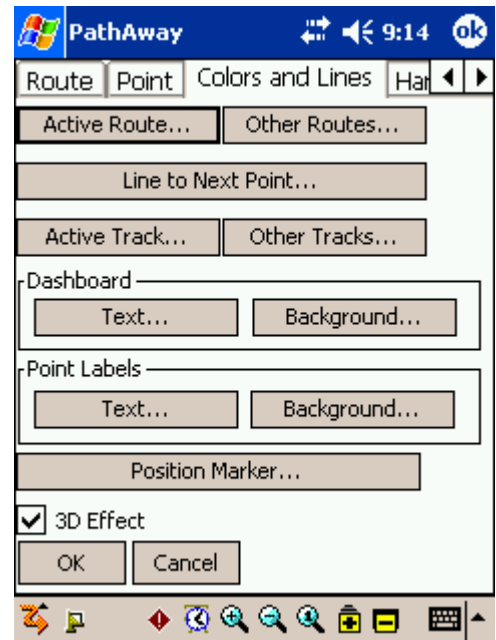 PathAway 9:14 ok
Route Point Colors and Lines Har
Active Route... Other Routes...
Line to Next Point...
Active Track... Other Tracks...
Dashboard
Text... Background...
Point Labels
Text... Background...
Position Marker...
3D Effect
OK Cancel